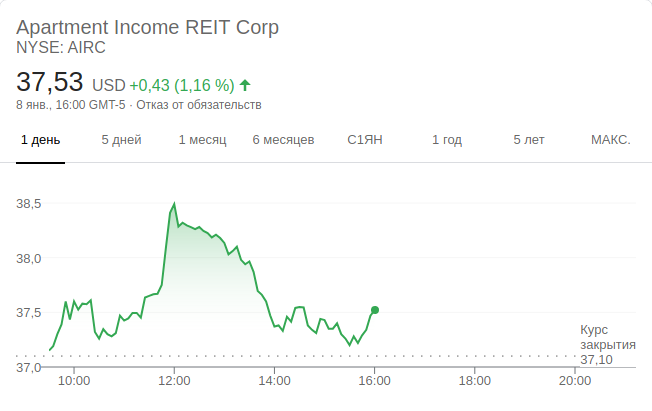 Apartment Income REIT Corp
NYSE: AIRC
37,53 USD +0,43 (1,16 %)
8 янв., 16:00 GMT-5 · Отказ от обязательств
1 день 5 дней 1 месяц 6 месяцев С1ЯН 1 год 5 лет МАКС.
38,5
38,0
37,5
Курс
закрытия
37,10
37,0
10:00 12:00 14:00 16:00 18:00 20:00